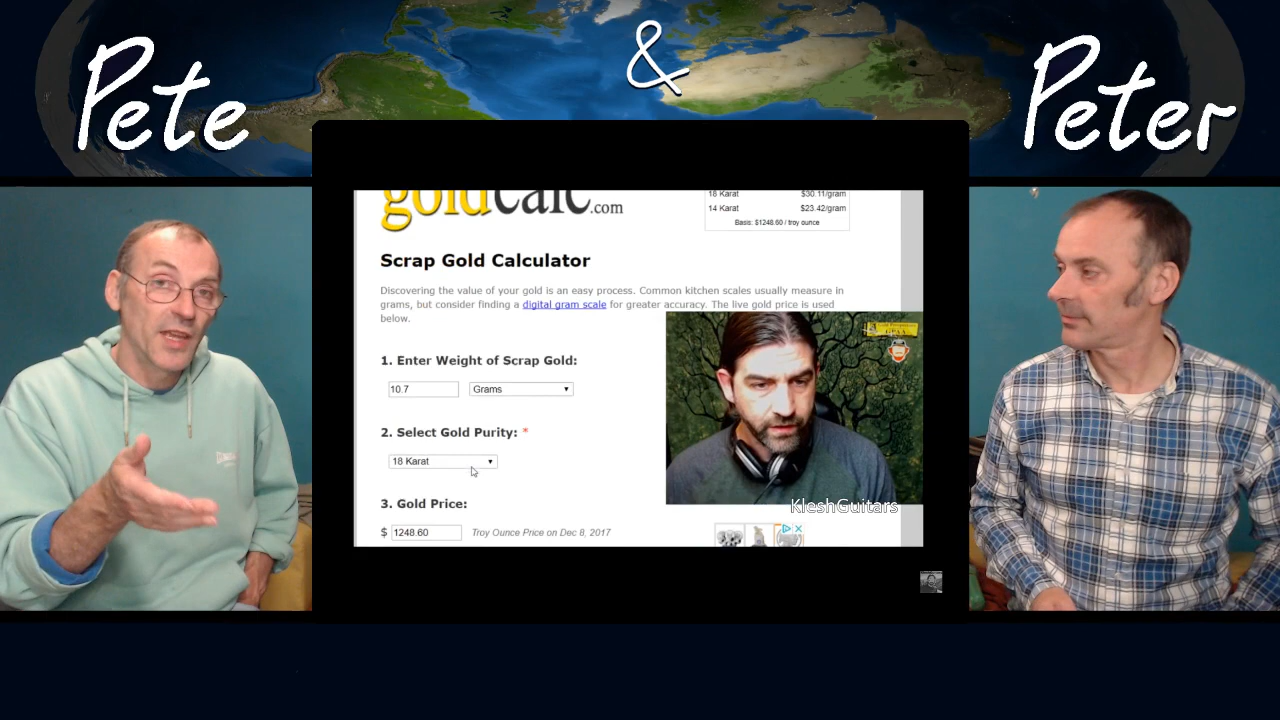 Pete
&
Peter
goldcalc.com
18 Karat $30.11/gram
14 Karat $23.42/gram
Basis: $1248.60 / troy ounce
Scrap Gold Calculator
Discovering the value of your gold is an easy process. Common kitchen scales usually measure in
grams, but consider finding a digital gram scale for greater accuracy. The live gold price is used
below.
1. Enter Weight of Scrap Gold:
10.7 Grams
2. Select Gold Purity: *
18 Karat
3. Gold Price:
$ 1248.60 Troy Ounce Price on Dec 8, 2017
KleshGuitars